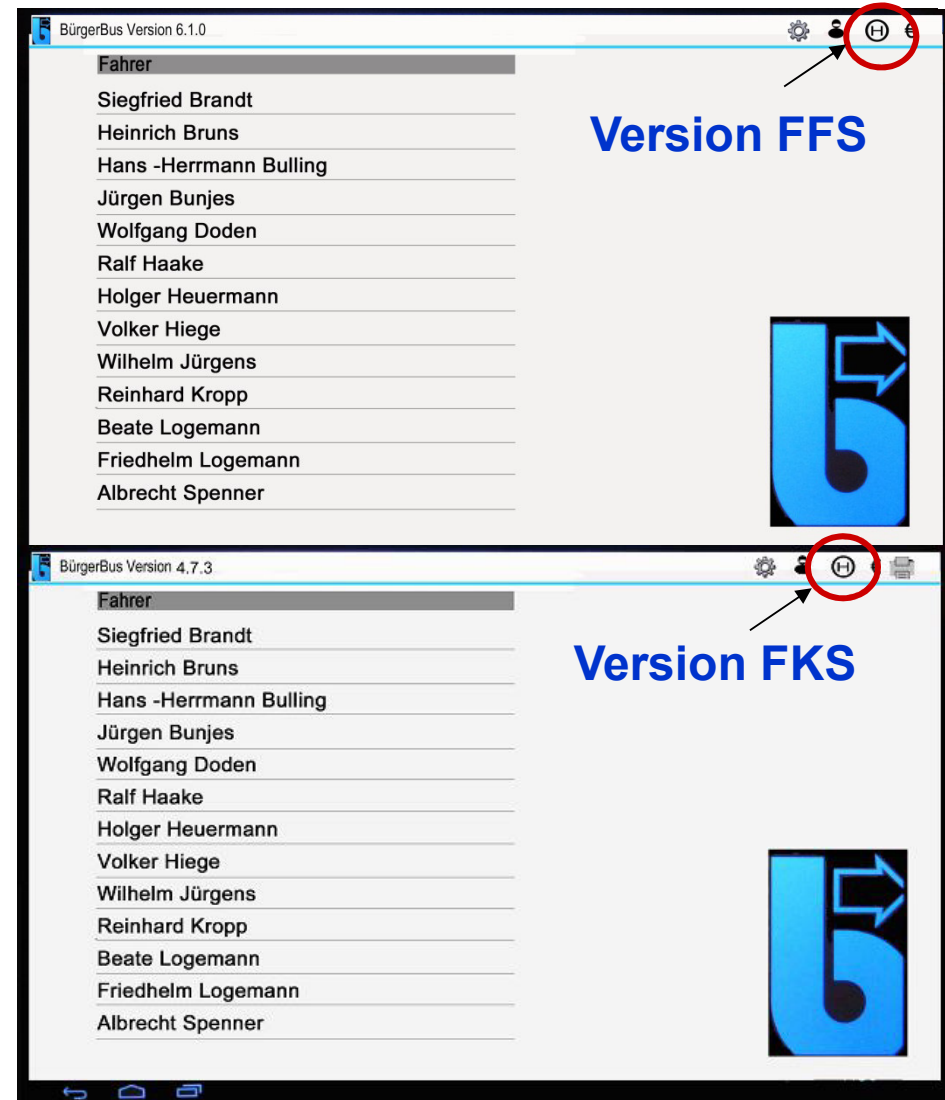 BürgerBus Version 6.1.0
H €
Fahrer
Siegfried Brandt
Heinrich Bruns
Version FFS
Hans -Herrmann Bulling
Jürgen Bunjes
Wolfgang Doden
Ralf Haake
Holger Heuermann
Volker Hiege
Wilhelm Jürgens
Reinhard Kropp
Beate Logemann
Friedhelm Logemann
Albrecht Spenner
BürgerBus Version 4.7.3
H
Fahrer
Siegfried Brandt
Heinrich Bruns
Version FKS
Hans -Herrmann Bulling
Jürgen Bunjes
Wolfgang Doden
Ralf Haake
Holger Heuermann
Volker Hiege
Wilhelm Jürgens
Reinhard Kropp
Beate Logemann
Friedhelm Logemann
Albrecht Spenner